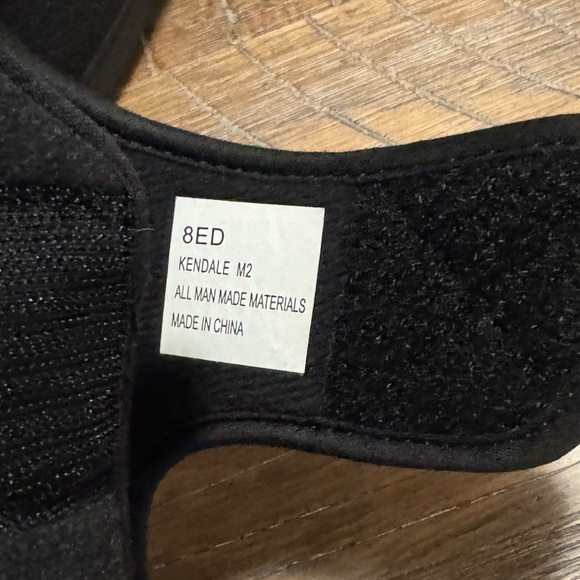 8ED
KENDALE M2
ALL MAN MADE MATERIALS
MADE IN CHINA